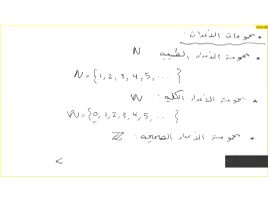 • مجموعات الأعداد:
• مجموعة الأعداد الطبيعية N
N = {1, 2, 3, 4, 5, ... }
• مجموعة الأعداد الكلية: W
W = {0, 1, 2, 3, 4, 5, ... }
• مجموعة الأعداد الصحيحة: Z